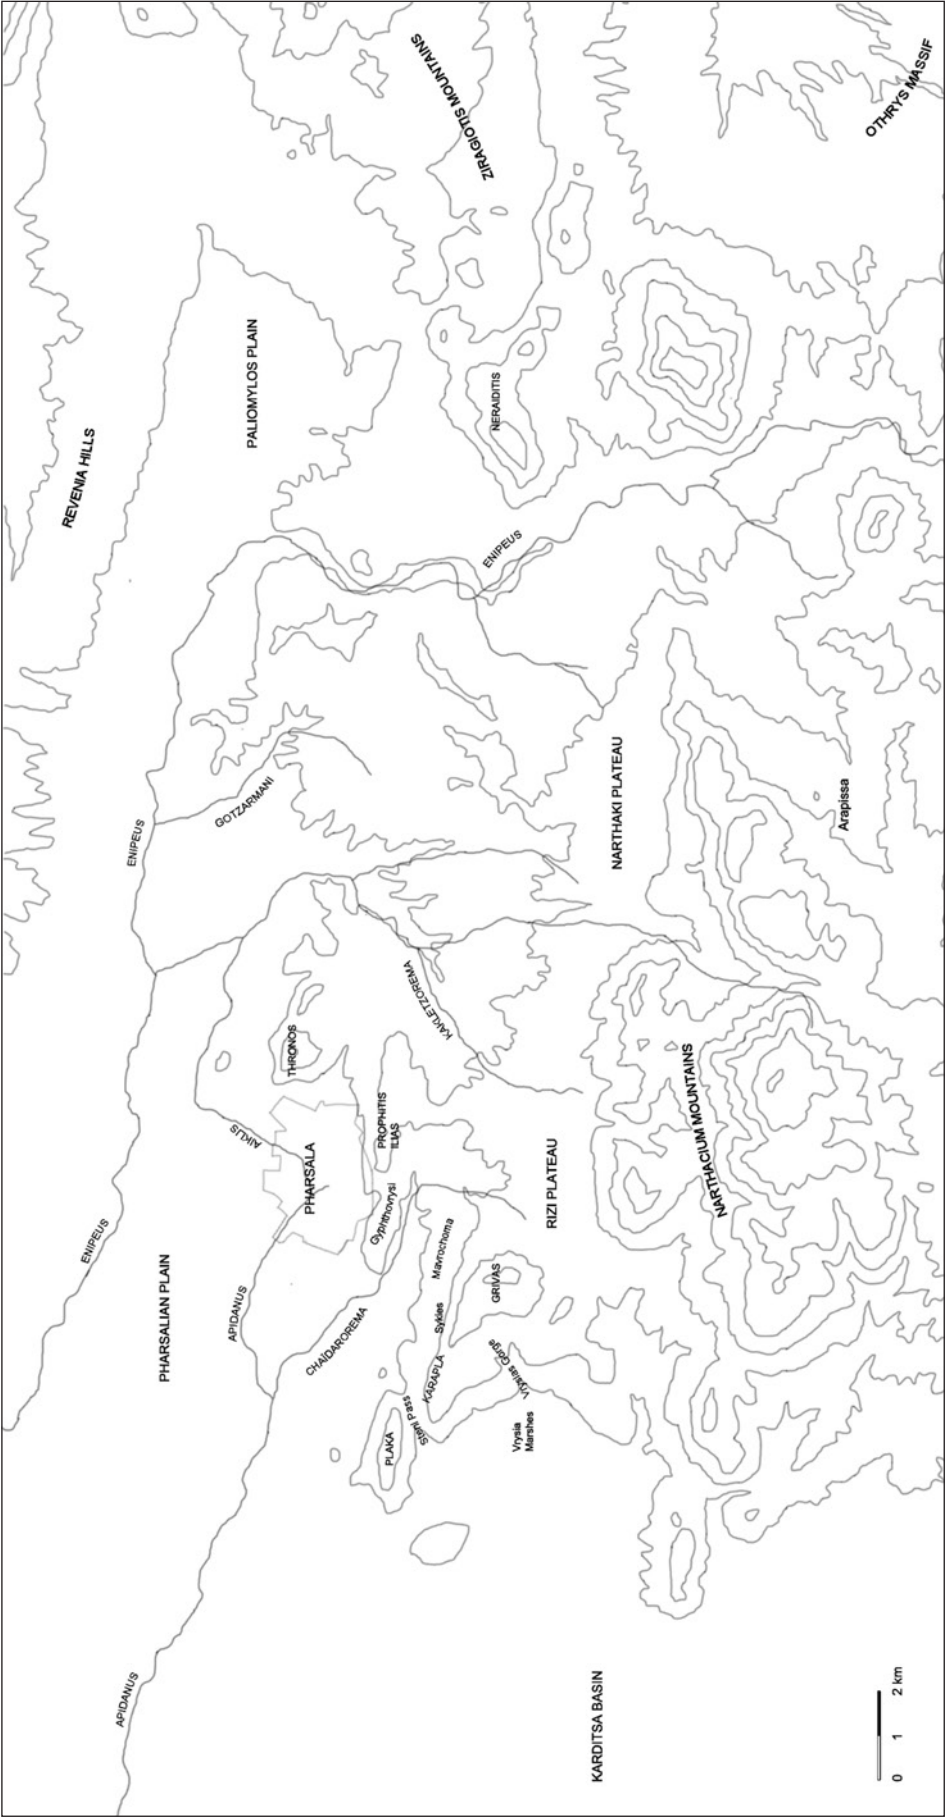 REVENIA HILLS
ZIRAGIOTIS MOUNTAINS
OTHRYS MASSIF
PALIOMYLOS PLAIN
NERAIDITIS
ENIPEUS
ENIPEUS
GOTZARMANI
NARTHAKI PLATEAU
Arapissa
KAKLETZOREMA
THRONOS
AIKLIS
PROPHITIS
ILIAS
PHARSALA
Gyphthovrysi
RIZI PLATEAU
NARTHACIUM MOUNTAINS
ENIPEUS
PHARSALIAN PLAIN
APIDANUS
CHAÏDAROREMA
Mavrochoma
Sykies
GRIVAS
KARAPLA
Vrysias Gorge
Steni Pass
PLAKA
Vrysia
Marshes
APIDANUS
KARDITSA BASIN
0 1 2 km